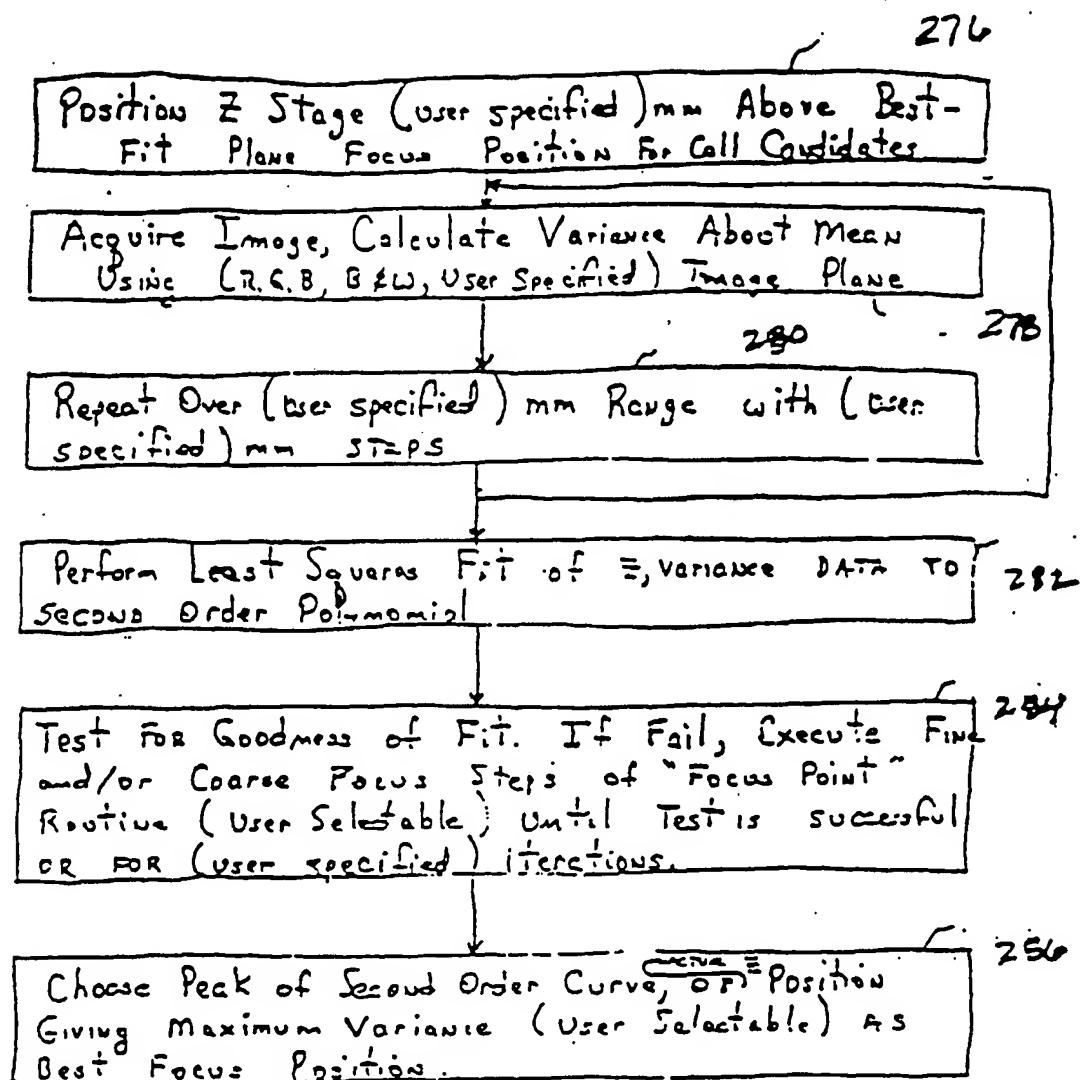 276
Position Z Stage (user specified) mm Above Best-
Fit Plane Focus Position For Cell Candidates
Acquire Image, Calculate Variance About Mean
Using (R.G.B, B&W, User Specified) Image Plane
278
280
Repeat Over (user specified) mm Range with (user
specified) mm STEPS
Perform Least Squares Fit of Z, variance DATA TO
282
Second Order Polynomial
284
Test For Goodness of Fit. If Fail, Execute Fine
and/or Coarse Focus Steps of "Focus Point"
Routine (User Selectable) Until Test is successful
OR FOR (user specified) iterations.
256
Choose Peak of Second Order Curve, OR Position
Giving Maximum Variance (User Selectable) As
Best Focus Position.